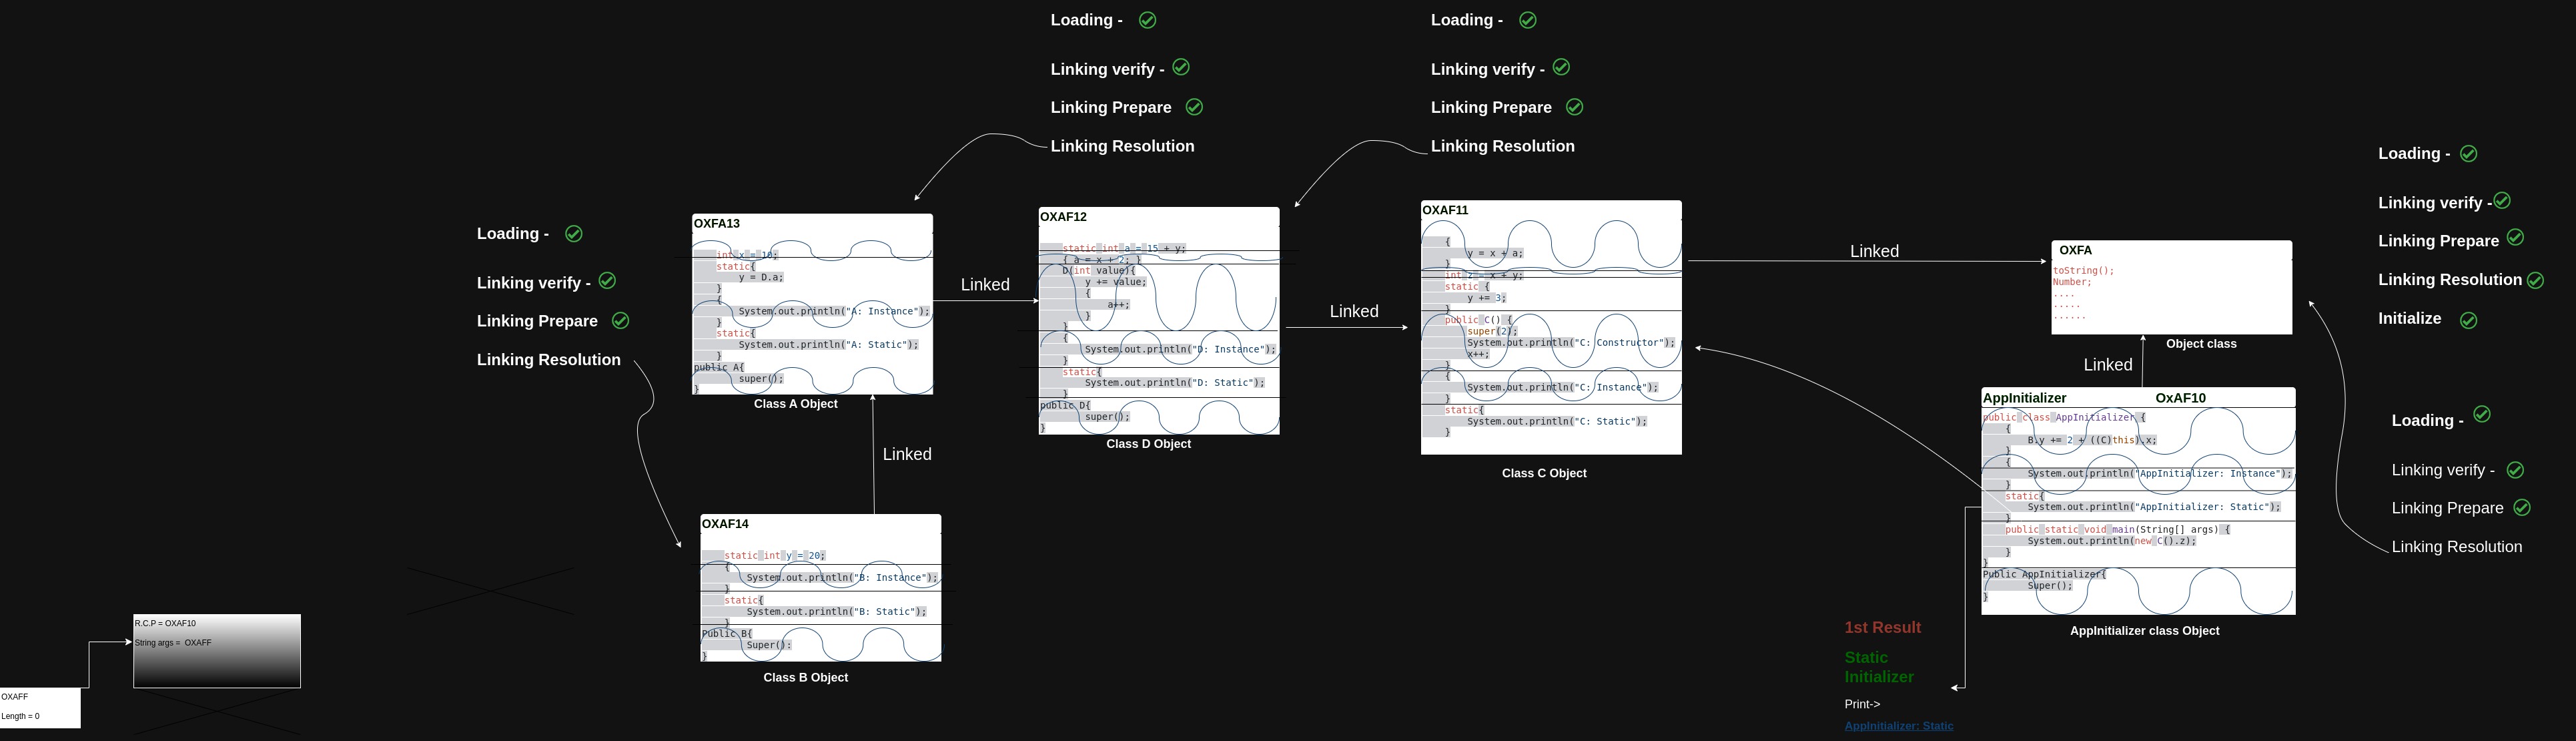 Loading -
Linking verify -
Linking Prepare
Linking Resolution
Loading -
Linking verify -
Linking Prepare
Linking Resolution
Loading -
Linking verify -
Linking Prepare
Linking Resolution
Initialize
Loading -
Linking verify -
Linking Prepare
Linking Resolution
OXFA13
int x = 10;
static{
y = D.a;
}
{
System.out.println("A: Instance");
}
static{
System.out.println("A: Static");
}
public A{
super();
}
Class A Object
Linked
OXAF12
static int a = 15 + y;
{ a = x + 2; }
D(int value){
y += value;
{
a++;
}
}
{
System.out.println("D: Instance");
}
static{
System.out.println("D: Static");
}
public D{
super();
}
Class D Object
Linked
OXAF11
{
y = x + a;
}
int z = x + y;
static {
y += 3;
}
public C() {
super(2);
System.out.println("C: Constructor");
x++;
}
{
System.out.println("C: Instance");
}
static{
System.out.println("C: Static");
}
Class C Object
Linked
OXFA
toString();
Number;
....
.....
......
Object class
Linked
AppInitializer OxAF10
public class AppInitializer {
{
B.y += 2 + ((C)this).x;
}
{
System.out.println("AppInitializer: Instance");
}
static{
System.out.println("AppInitializer: Static");
}
public static void main(String[] args) {
System.out.println(new C().z);
}
}
Public AppInitializer{
Super();
}
AppInitializer class Object
Loading -
Linking verify -
Linking Prepare
Linking Resolution
Linked
OXAF14
static int y = 20;
{
System.out.println("B: Instance");
}
static{
System.out.println("B: Static");
}
Public B{
Super();
}
Class B Object
R.C.P = OXAF10
String args = OXAFF
OXAFF
Length = 0
1st Result
Static
Initializer
Print->
AppInitializer: Static